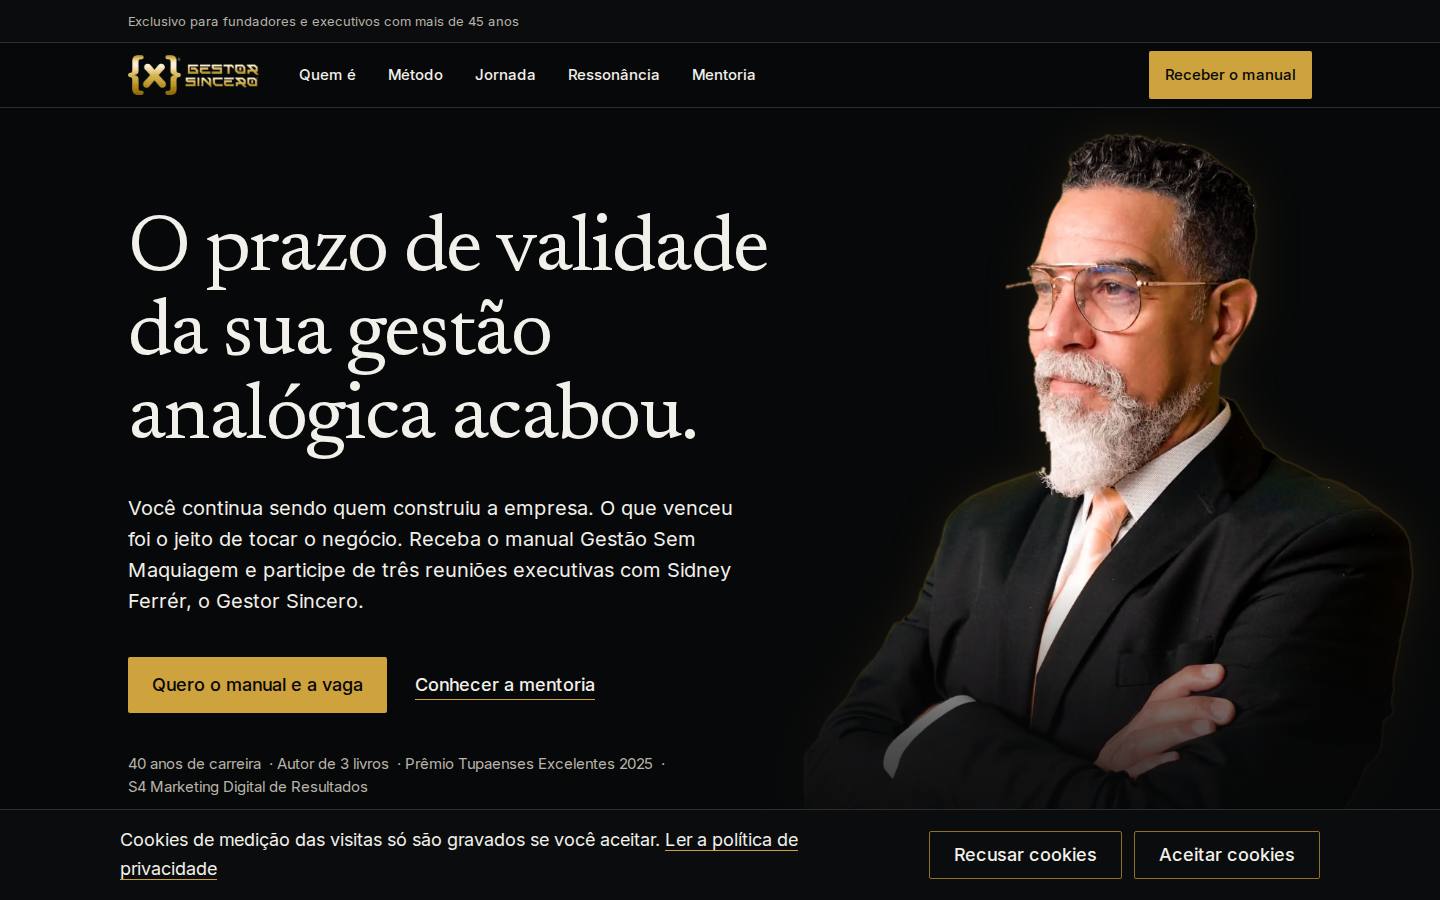 Exclusivo para fundadores e executivos com mais de 45 anos
{X} GESTOR SINCERO
Quem é
Método
Jornada
Ressonância
Mentoria
Receber o manual
O prazo de validade
da sua gestão
analógica acabou.
Você continua sendo quem construiu a empresa. O que venceu
foi o jeito de tocar o negócio. Receba o manual Gestão Sem
Maquiagem e participe de três reuniões executivas com Sidney
Ferrér, o Gestor Sincero.
Quero o manual e a vaga
Conhecer a mentoria
40 anos de carreira · Autor de 3 livros · Prêmio Tupaenses Excelentes 2025 ·
S4 Marketing Digital de Resultados
Cookies de medição das visitas só são gravados se você aceitar. Ler a política de
privacidade
Recusar cookies
Aceitar cookies